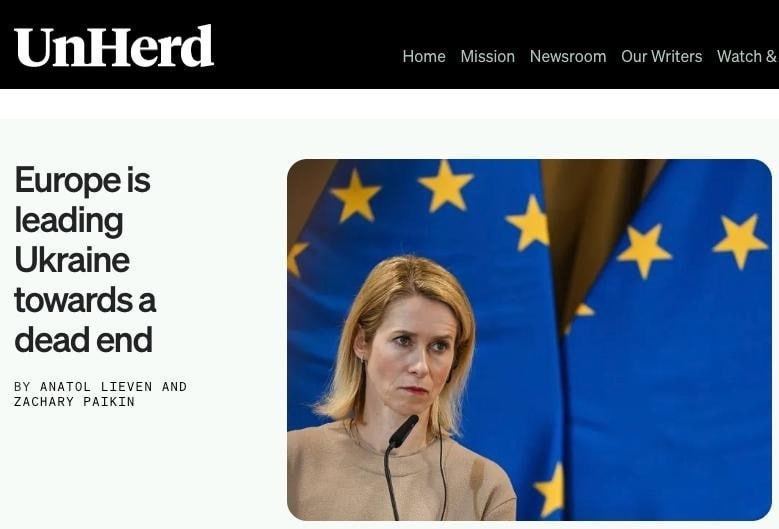 UnHerd
Home Mission Newsroom Our Writers Watch &
Europe is
leading
Ukraine
towards a
dead end
BY ANATOL LIEVEN AND
ZACHARY PAIKIN